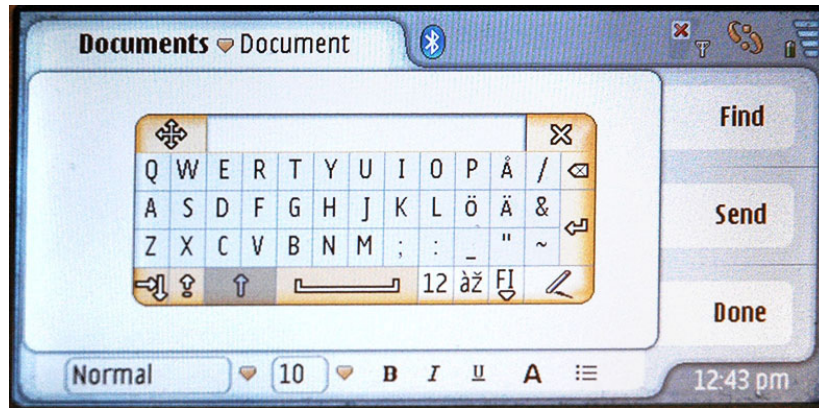 Documents Document
Find
Q W E R T Y U I O P Å /
A S D F G H J K L Ö Ä &
Send
Z X C V B N M ; : _ " ~
12 àž FI
Done
Normal 10 B I U A
12:43 pm